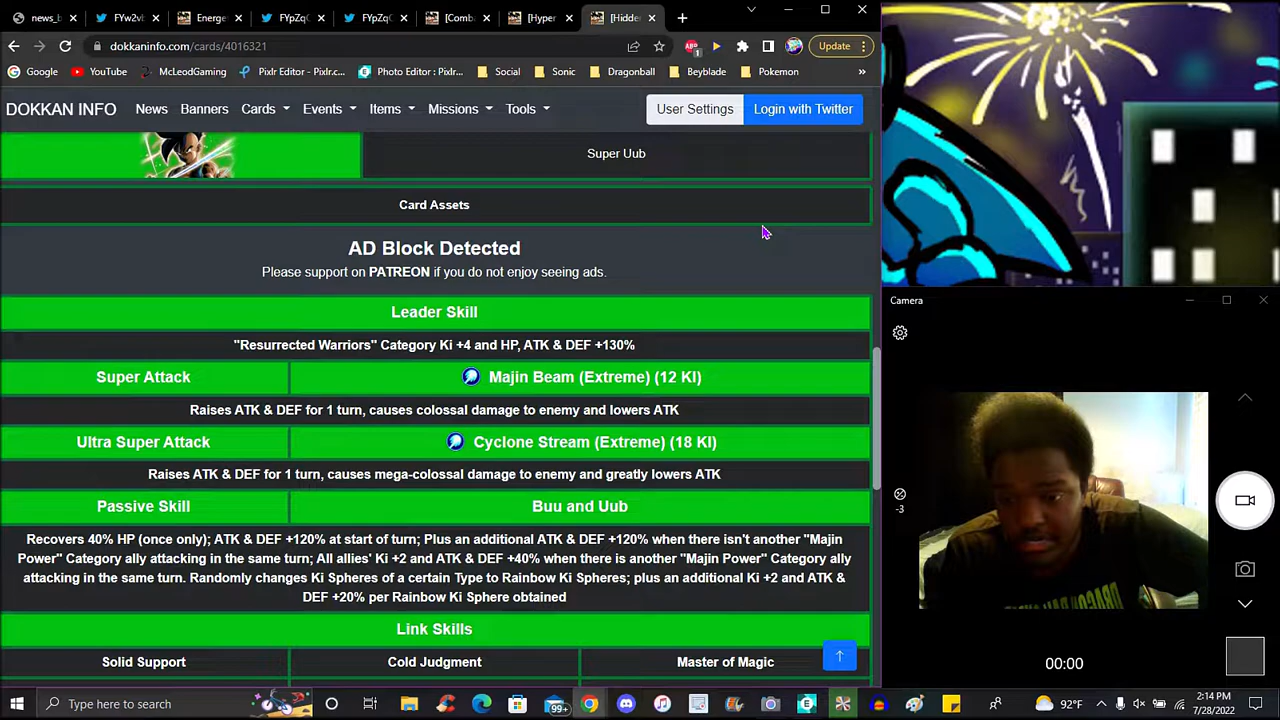 news_b
FYw2vb
Energe
FYpZq
FYpZq
[Comb
[Hyper
[Hidde
dokkaninfo.com/cards/4016321
Update
Google
YouTube
McLeodGaming
Pixlr Editor - Pixlr.c...
Photo Editor : Pixlr...
Social
Sonic
Dragonball
Beyblade
Pokemon
»
DOKKAN INFO
News
Banners
Cards
Events
Items
Missions
Tools
User Settings
Login with Twitter
Super Uub
Card Assets
AD Block Detected
Please support on PATREON if you do not enjoy seeing ads.
Leader Skill
"Resurrected Warriors" Category Ki +4 and HP, ATK & DEF +130%
Super Attack
Majin Beam (Extreme) (12 KI)
Raises ATK & DEF for 1 turn, causes colossal damage to enemy and lowers ATK
Ultra Super Attack
Cyclone Stream (Extreme) (18 KI)
Raises ATK & DEF for 1 turn, causes mega-colossal damage to enemy and greatly lowers ATK
Passive Skill
Buu and Uub
Recovers 40% HP (once only); ATK & DEF +120% at start of turn; Plus an additional ATK & DEF +120% when there isn't another "Majin
Power" Category ally attacking in the same turn; All allies' Ki +2 and ATK & DEF +40% when there is another "Majin Power" Category ally
attacking in the same turn. Randomly changes Ki Spheres of a certain Type to Rainbow Ki Spheres; plus an additional Ki +2 and ATK &
DEF +20% per Rainbow Ki Sphere obtained
Link Skills
Solid Support
Cold Judgment
Master of Magic
Camera
-3
00:00
DRAGON BALL
Type here to search
99+
92°F
2:14 PM
7/28/2022